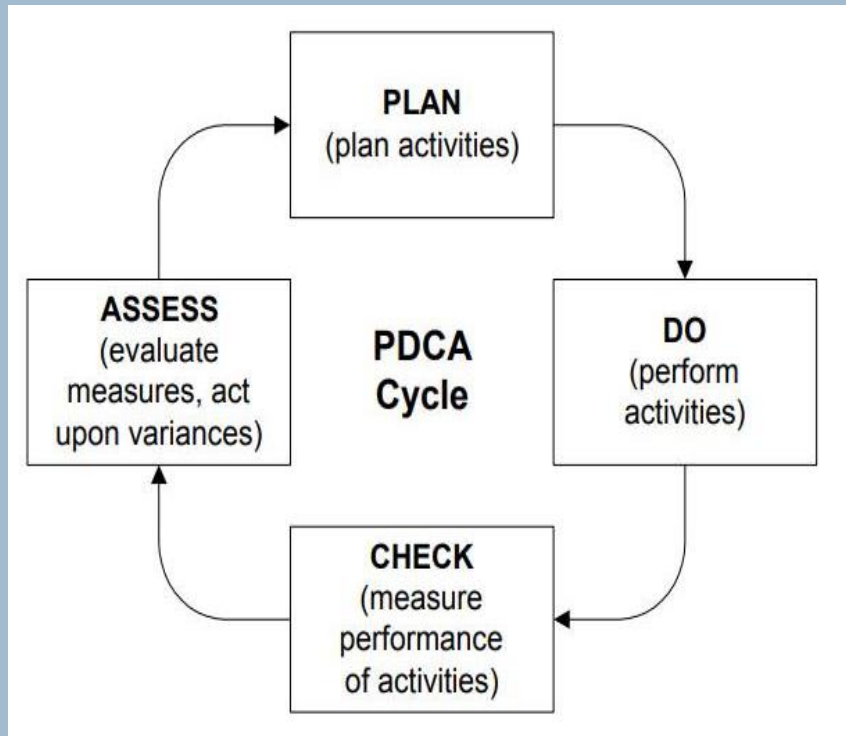 PLAN
(plan activities)
ASSESS
(evaluate
measures, act
upon variances)
PDCA
Cycle
DO
(perform
activities)
CHECK
(measure
performance
of activities)